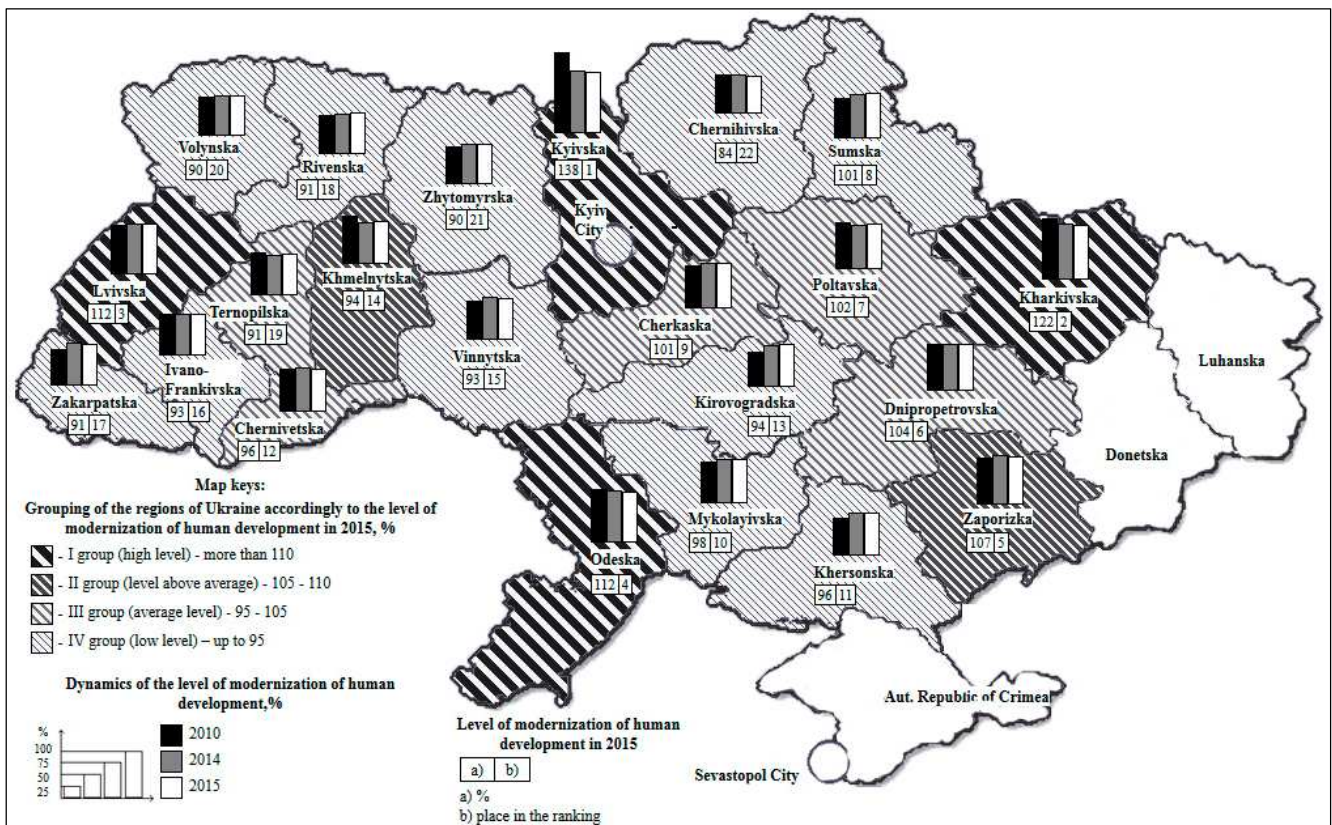 Volynska
90 20
Rivenska
91 18
Zhytomyrska
90 21
Kyivska
138 1
Kyiv
City
Chernihivska
84 22
Sumska
101 8
Lvivska
112 3
Ternopilska
91 19
Khmelnytska
94 14
Vinnytska
93 15
Cherkaska
101 9
Poltavska
102 7
Kharkivska
122 2
Luhanska
Zakarpatska
91 17
Ivano-
Frankivska
93 16
Chernivetska
96 12
Kirovogradska
94 13
Dnipropetrovska
104 6
Donetska
Odeska
112 4
Mykolayivska
98 10
Khersonska
96 11
Zaporizka
107 5
Aut. Republic of Crimea
Sevastopol City
Map keys:
Grouping of the regions of Ukraine accordingly to the level of
modernization of human development in 2015, %
- I group (high level) - more than 110
- II group (level above average) - 105 - 110
- III group (average level) - 95 - 105
- IV group (low level) – up to 95
Dynamics of the level of modernization of human
development,%
%
100
75
50
25
2010
2014
2015
Level of modernization of human
development in 2015
a) b)
a) %
b) place in the ranking